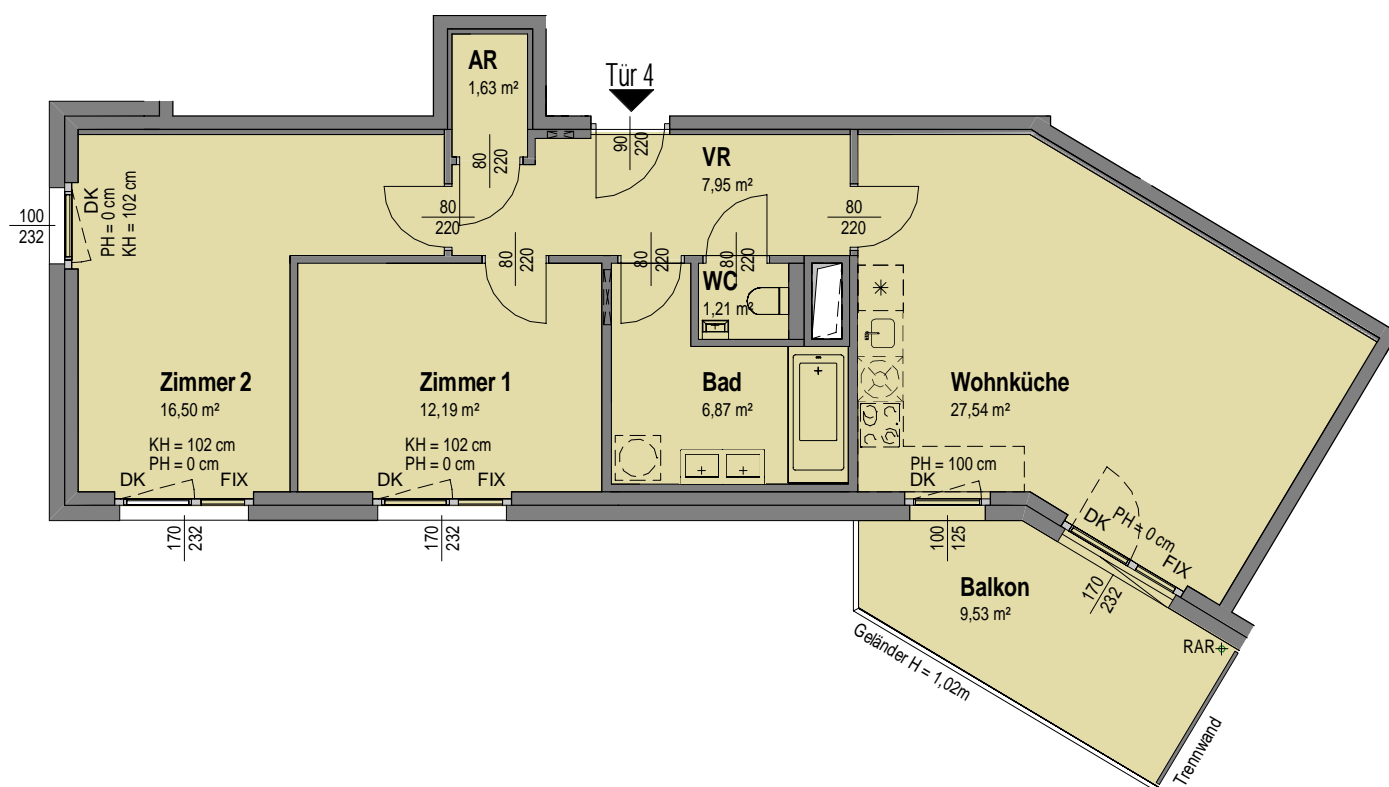 AR
1,63 m²
Tür 4
80
220
90
220
VR
7,95 m²
100
232
DK
PH = 0 cm
KH = 102 cm
80
220
80
220
80
220
80
220
80
220
WC
1,21 m²
Zimmer 2
16,50 m²
KH = 102 cm
PH = 0 cm
DK
FIX
170
232
Zimmer 1
12,19 m²
KH = 102 cm
PH = 0 cm
DK
FIX
170
232
Bad
6,87 m²
Wohnküche
27,54 m²
PH = 100 cm
DK
100
125
DK
PH = 0 cm
FIX
170
232
Balkon
9,53 m²
RAR
Geländer H = 1,02m
Trennwand